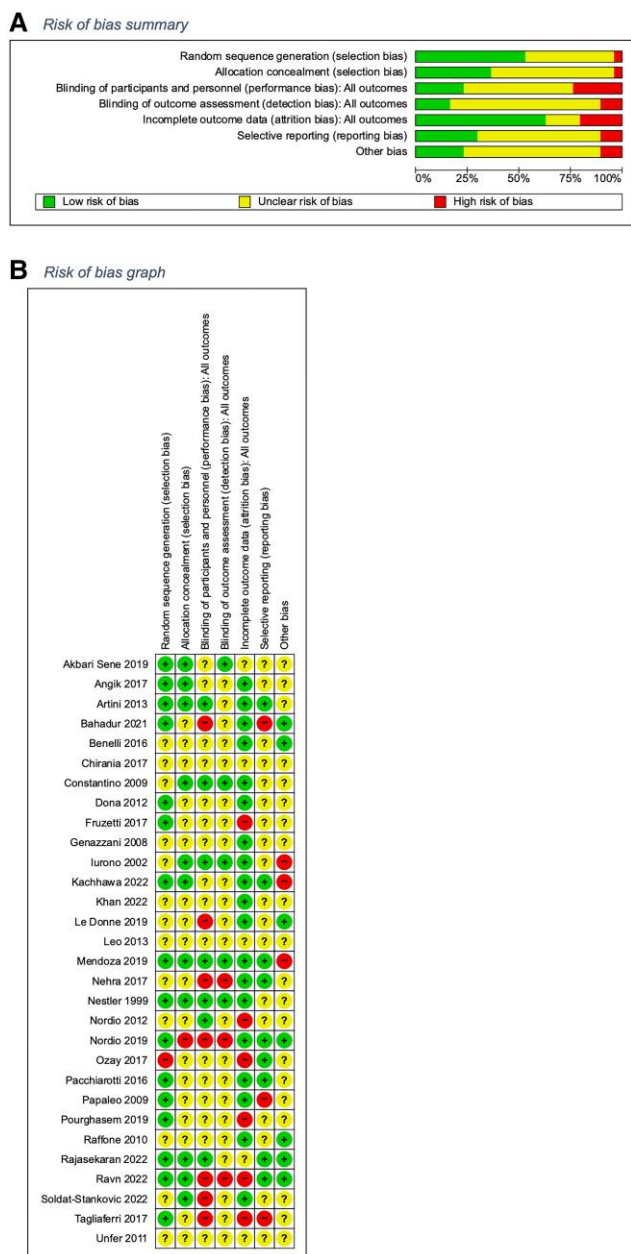 A Risk of bias summary
Random sequence generation (selection bias)
Allocation concealment (selection bias)
Blinding of participants and personnel (performance bias): All outcomes
Blinding of outcome assessment (detection bias): All outcomes
Incomplete outcome data (attrition bias): All outcomes
Selective reporting (reporting bias)
Other bias
0% 25% 50% 75% 100%
Low risk of bias Unclear risk of bias High risk of bias
B Risk of bias graph
Random sequence generation (selection bias)
Allocation concealment (selection bias)
Blinding of participants and personnel (performance bias): All outcomes
Blinding of outcome assessment (detection bias): All outcomes
Incomplete outcome data (attrition bias): All outcomes
Selective reporting (reporting bias)
Other bias
Akbari Sene 2019 + + ? + ? ? ?
Angik 2017 + + ? ? + ? ?
Artini 2013 + + + ? + + ?
Bahadur 2021 + ? - ? + - +
Benelli 2016 ? ? ? ? + ? +
Chirania 2017 ? ? ? ? ? ? ?
Constantino 2009 ? + + + + ? ?
Dona 2012 + ? ? ? + ? ?
Fruzetti 2017 + ? ? ? - ? ?
Genazzani 2008 ? ? ? ? + ? ?
Iurono 2002 ? + + + + ? -
Kachhawa 2022 + + ? ? + + -
Khan 2022 ? ? ? ? + ? ?
Le Donne 2019 ? ? - ? + ? +
Leo 2013 ? ? ? ? ? ? ?
Mendoza 2019 + + + + + + -
Nehra 2017 ? ? - - + + ?
Nestler 1999 + + + + + ? ?
Nordio 2012 ? ? + ? - ? ?
Nordio 2019 + - - - + + +
Ozay 2017 - ? ? ? - + ?
Pacchiarotti 2016 + ? ? ? + + ?
Papaleo 2009 + ? ? ? + - ?
Pourghasem 2019 + ? ? ? - ? ?
Raffone 2010 ? ? ? ? + ? +
Rajasekaran 2022 + + + ? ? + +
Ravn 2022 + + - - - + +
Soldat-Stankovic 2022 ? + - ? + ? ?
Tagliaferri 2017 + ? - ? - - ?
Unfer 2011 ? ? ? ? ? ? ?